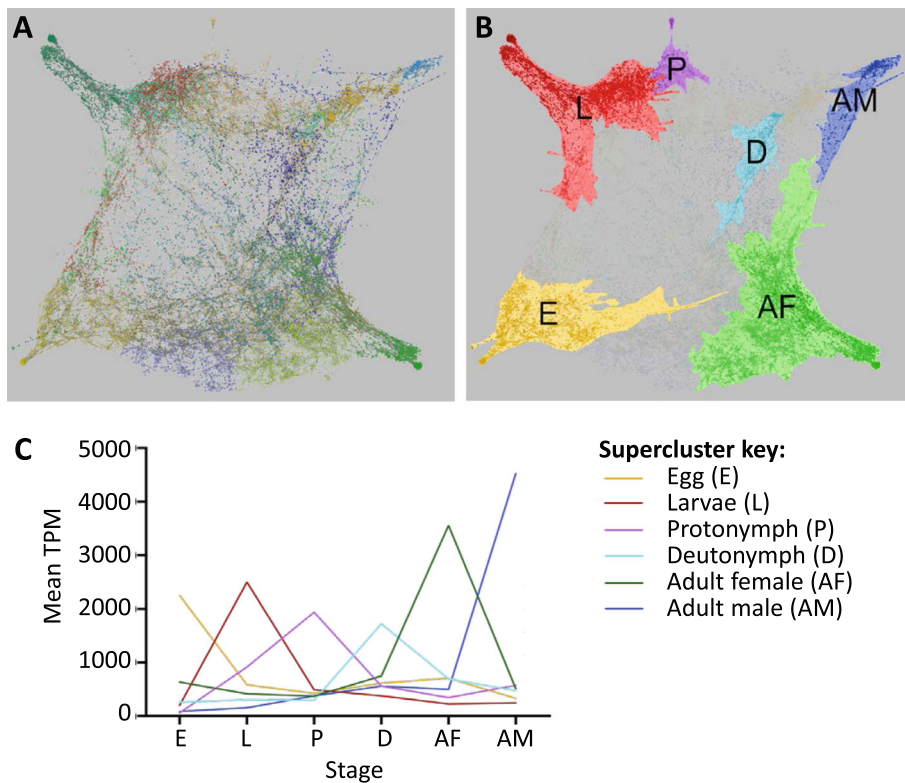 A
B
P
L
AM
D
E
AF
C
5000
4000
3000
2000
1000
0
Mean TPM
E L P D AF AM
Stage
Supercluster key:
Egg (E)
Larvae (L)
Protonymph (P)
Deutonymph (D)
Adult female (AF)
Adult male (AM)